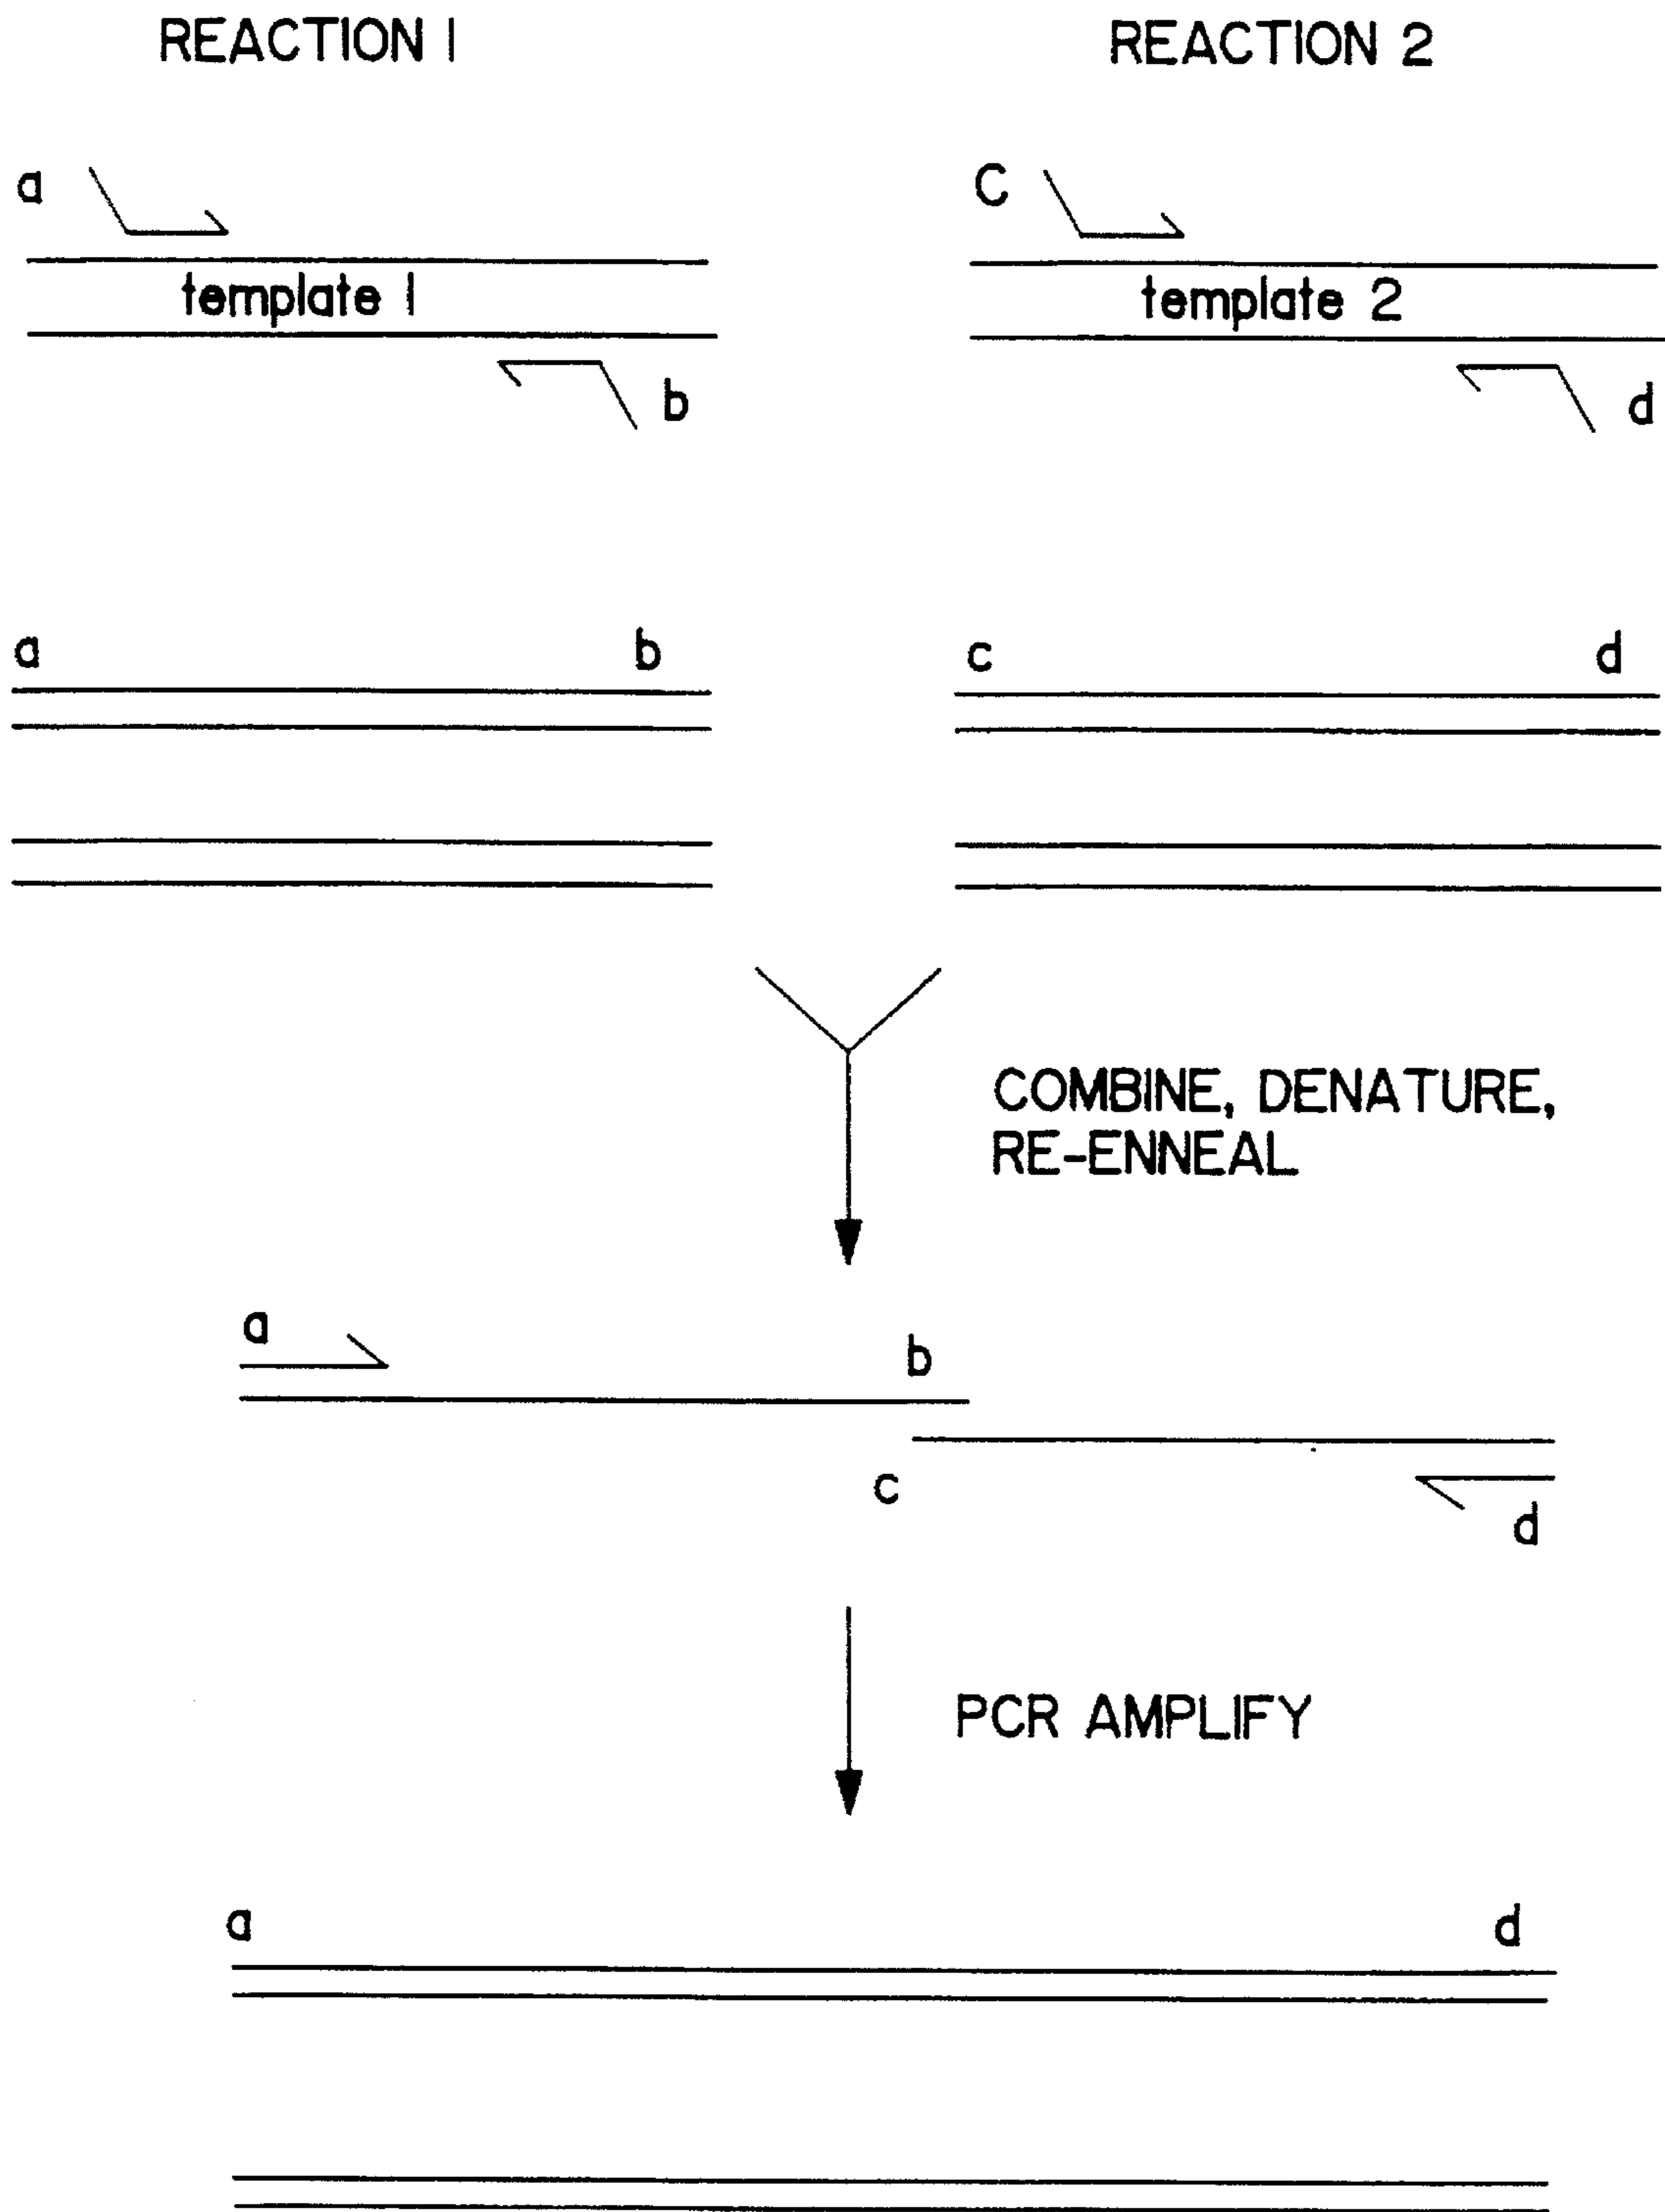 REACTION 1
REACTION 2
a
C
template 1
template 2
b
d
a
b
c
d
COMBINE, DENATURE,
RE-ENNEAL
a
b
c
d
PCR AMPLIFY
a
d